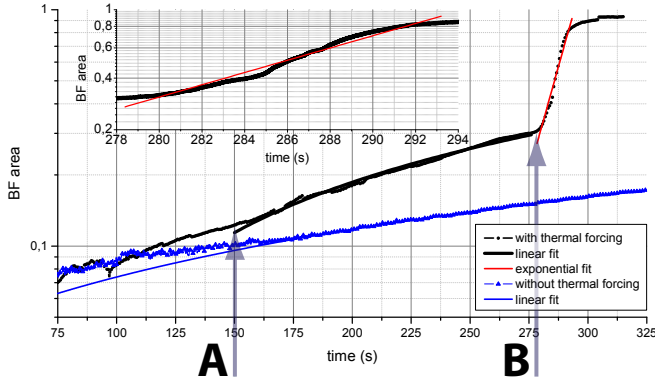 1
0,8
0,6
0,4
0,2
BF area
278 280 282 284 286 288 290 292 294
time (s)
1
BF area
0,1
with thermal forcing
linear fit
exponential fit
without thermal forcing
linear fit
75 100 125 150 175 200 225 250 275 300 325
time (s)
A
B